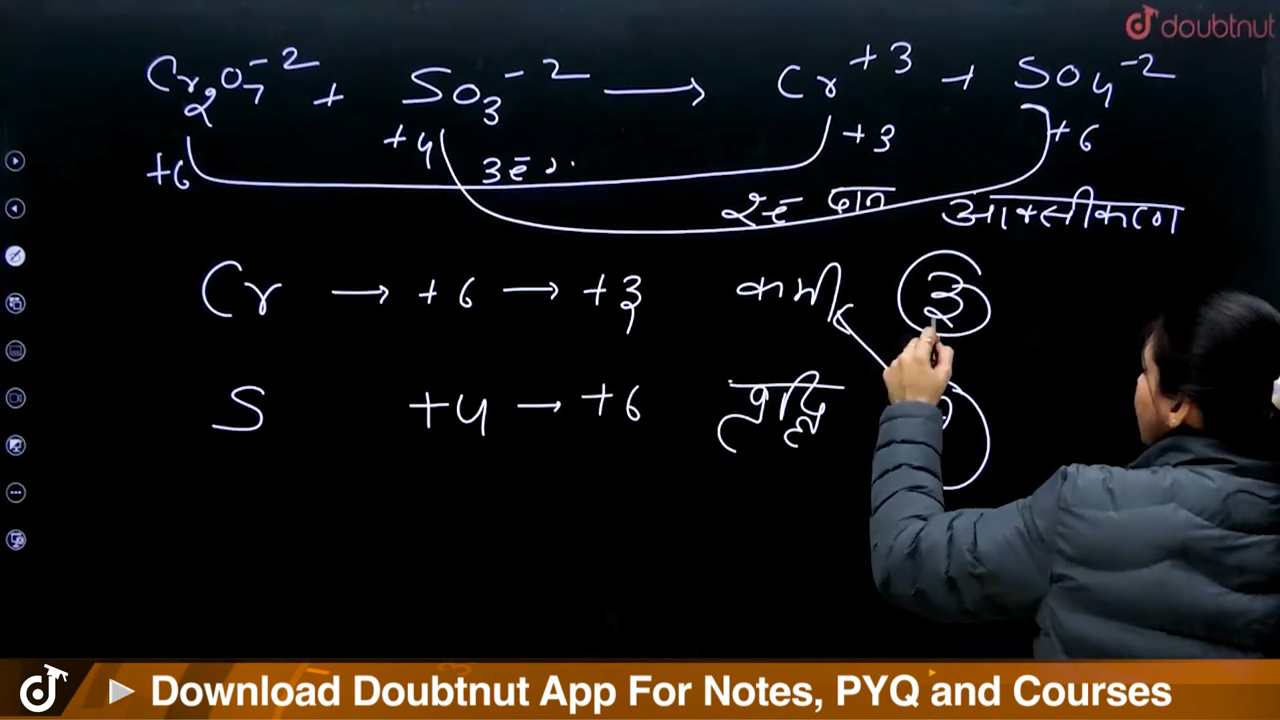 doubtnut
Cr₂O₇⁻² + SO₃⁻² → Cr⁺³ + SO₄⁻²
+6 +4 3e⁻ +3 +6
2e⁻ दान आक्सीकरण
Cr → +6 → +3 कमी 3
S +4 → +6 वृद्धि
Download Doubtnut App For Notes, PYQ and Courses